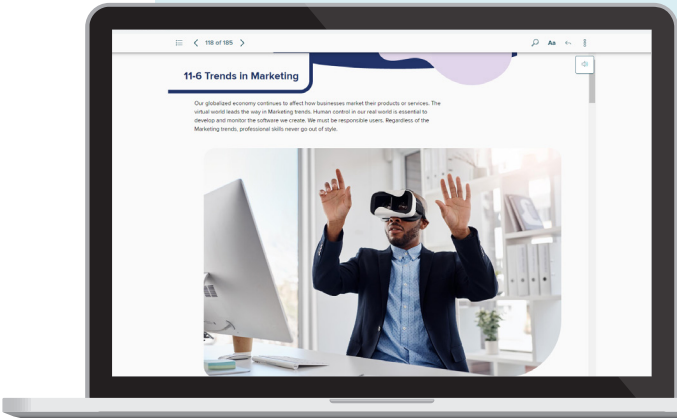 118 of 185
Aa
11-6 Trends in Marketing
Our globalized economy continues to affect how businesses market their products or services. The
virtual world leads the way in Marketing trends. Human control in our real world is essential to
develop and monitor the software we create. We must be responsible users. Regardless of the
Marketing trends, professional skills never go out of style.